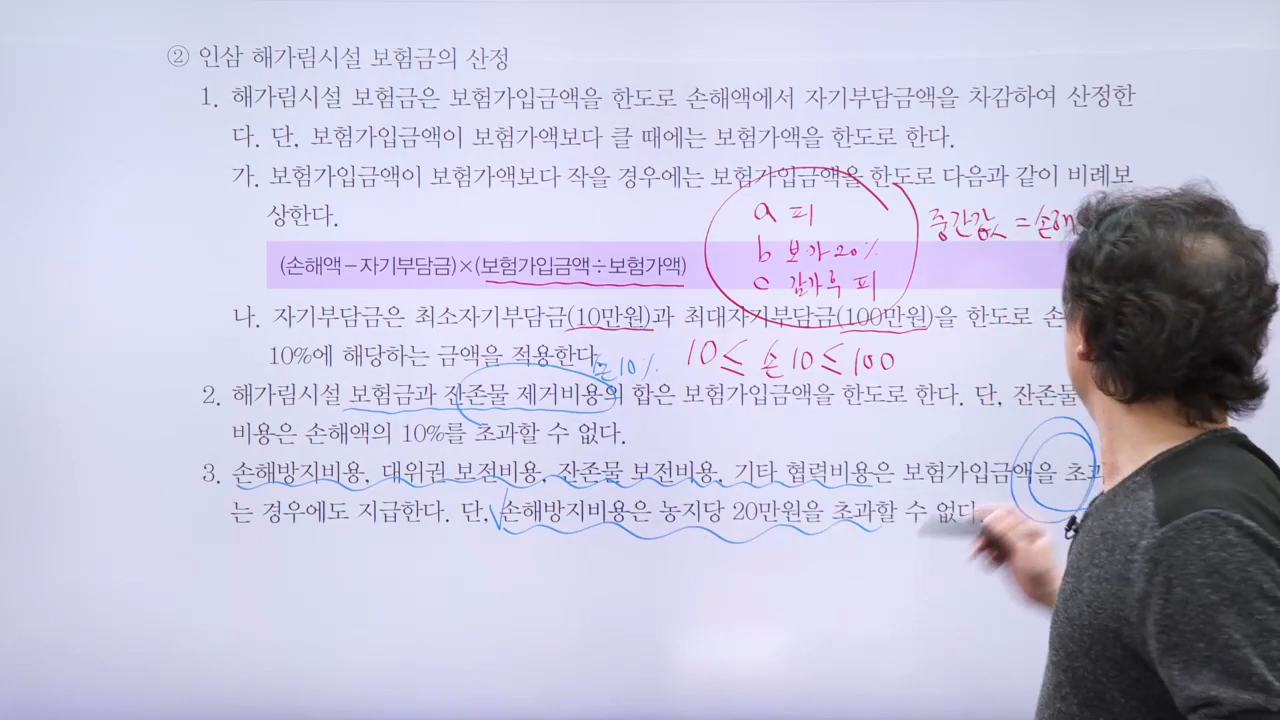 ② 인삼 해가림시설 보험금의 산정
1. 해가림시설 보험금은 보험가입금액을 한도로 손해액에서 자기부담금액을 차감하여 산정한
다. 단, 보험가입금액이 보험가액보다 클 때에는 보험가액을 한도로 한다.
가. 보험가입금액이 보험가액보다 작을 경우에는 보험가입금액을 한도로 다음과 같이 비례보
상한다.
a 피
중간값 = 손해
b 보가 20%
(손해액-자기부담금)×(보험가입금액÷보험가액)
c 감가후 피
나. 자기부담금은 최소자기부담금(10만원)과 최대자기부담금(100만원)을 한도로 손
10%에 해당하는 금액을 적용한다.
손10%
10≤ 손10 ≤100
2. 해가림시설 보험금과 잔존물 제거비용의 합은 보험가입금액을 한도로 한다. 단, 잔존물
비용은 손해액의 10%를 초과할 수 없다.
3. 손해방지비용, 대위권 보전비용, 잔존물 보전비용, 기타 협력비용은 보험가입금액을 초과
는 경우에도 지급한다. 단, 손해방지비용은 농지당 20만원을 초과할 수 없다.